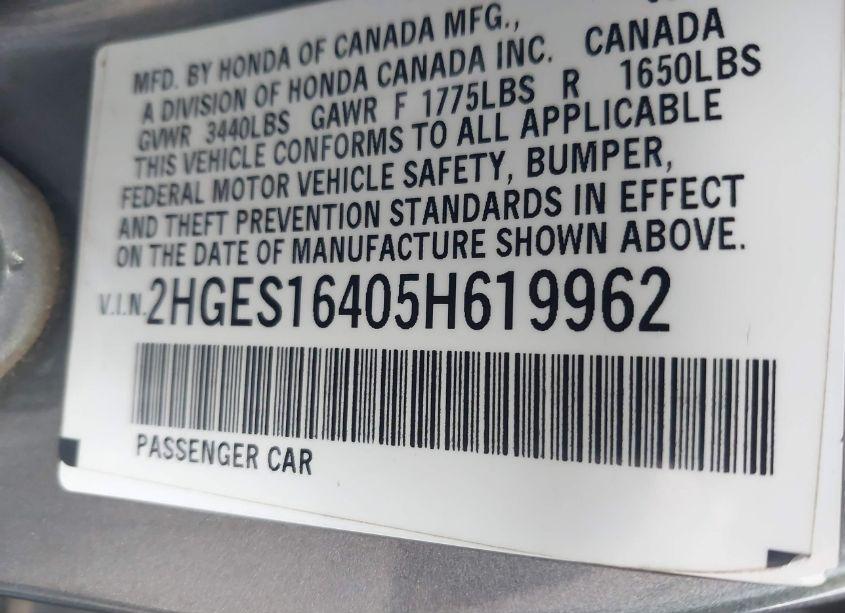 MFD. BY HONDA OF CANADA MFG.,
A DIVISION OF HONDA CANADA INC. CANADA
GVWR 3440LBS GAWR F 1775LBS R 1650LBS
THIS VEHICLE CONFORMS TO ALL APPLICABLE
FEDERAL MOTOR VEHICLE SAFETY, BUMPER,
AND THEFT PREVENTION STANDARDS IN EFFECT
ON THE DATE OF MANUFACTURE SHOWN ABOVE.
V.I.N. 2HGES16405H619962
PASSENGER CAR